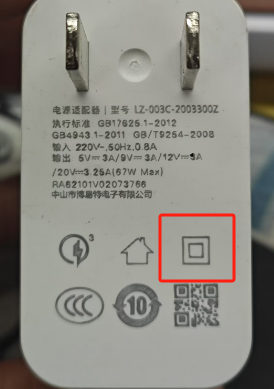 电源适配器 | 型号 LZ-003C-2003300Z
执行标准 GB17625.1-2012
GB4943.1-2011 GB/T9254-2008
输入 220V~,50Hz,0.8A
输出 5V⎓3A/9V⎓3A/12V⎓3A
/20V⎓3.25A(67W Max)
RA62101V02073766
中山市博嘉特电子有限公司
3
CCC
10